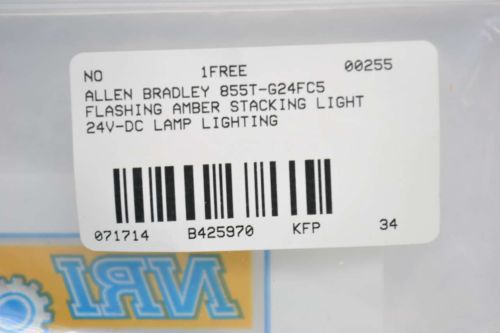 NO 1FREE 00255
ALLEN BRADLEY 855T-G24FC5
FLASHING AMBER STACKING LIGHT
24V-DC LAMP LIGHTING
071714 B425970 KFP 34
NRI